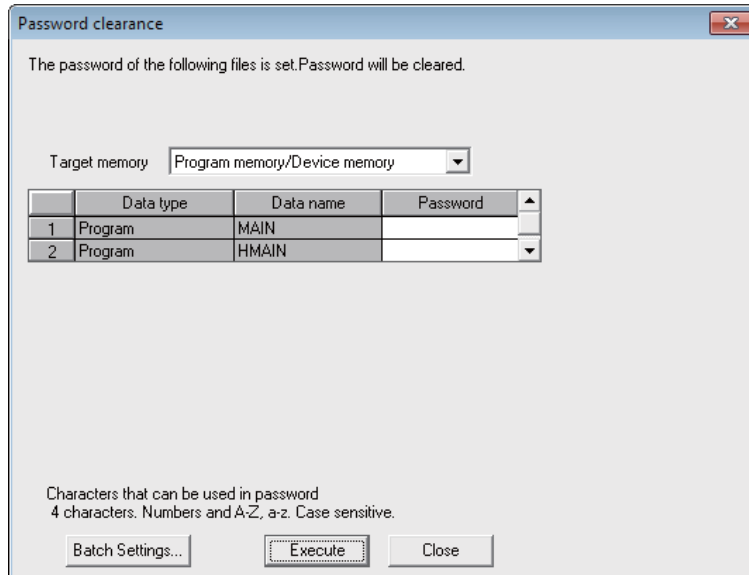 Password clearance
The password of the following files is set.Password will be cleared.
Target memory Program memory/Device memory
Data type Data name Password
1 Program MAIN
2 Program HMAIN
Characters that can be used in password
4 characters. Numbers and A-Z, a-z. Case sensitive.
Batch Settings... Execute Close